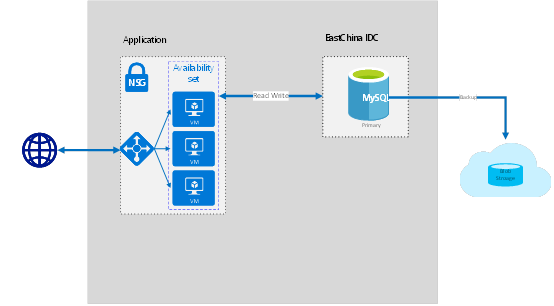 Application
EastChina IDC
NSG
Availability
set
VM
VM
VM
Read Write
MySQL
Primary
Backup
Blob
Storage